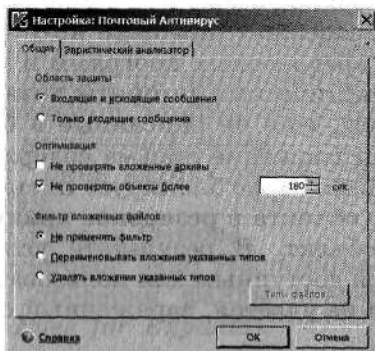 Настройка: Почтовый Антивирус
Общие
Эвристический анализатор
Область защиты
Входящие и исходящие сообщения
Только входящие сообщения
Оптимизация
Не проверять вложенные архивы
Не проверять объекты более 180 сек.
Фильтр вложенных файлов
Не применять фильтр
Переименовывать вложения указанных типов
Удалять вложения указанных типов
Типы файлов...
Справка
ОК
Отмена